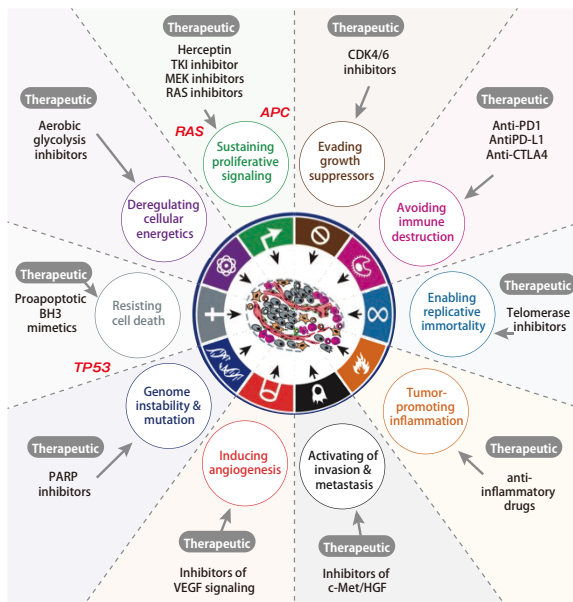 Therapeutic
Herceptin
TKI inhibitor
MEK inhibitors
RAS inhibitors
APC
RAS
Sustaining
proliferative
signaling
Therapeutic
CDK4/6
inhibitors
Evading
growth
suppressors
Therapeutic
Anti-PD1
AntiPD-L1
Anti-CTLA4
Avoiding
immune
destruction
Therapeutic
Aerobic
glycolysis
inhibitors
Deregulating
cellular
energetics
Therapeutic
Proapoptotic
BH3
mimetics
Resisting
cell death
Enabling
replicative
immortality
Therapeutic
Telomerase
inhibitors
TP53
Genome
instability &
mutation
Therapeutic
PARP
inhibitors
Inducing
angiogenesis
Therapeutic
Inhibitors of
VEGF signaling
Activating of
invasion &
metastasis
Therapeutic
Inhibitors of
c-Met/HGF
Tumor-
promoting
inflammation
Therapeutic
anti-
inflammatory
drugs